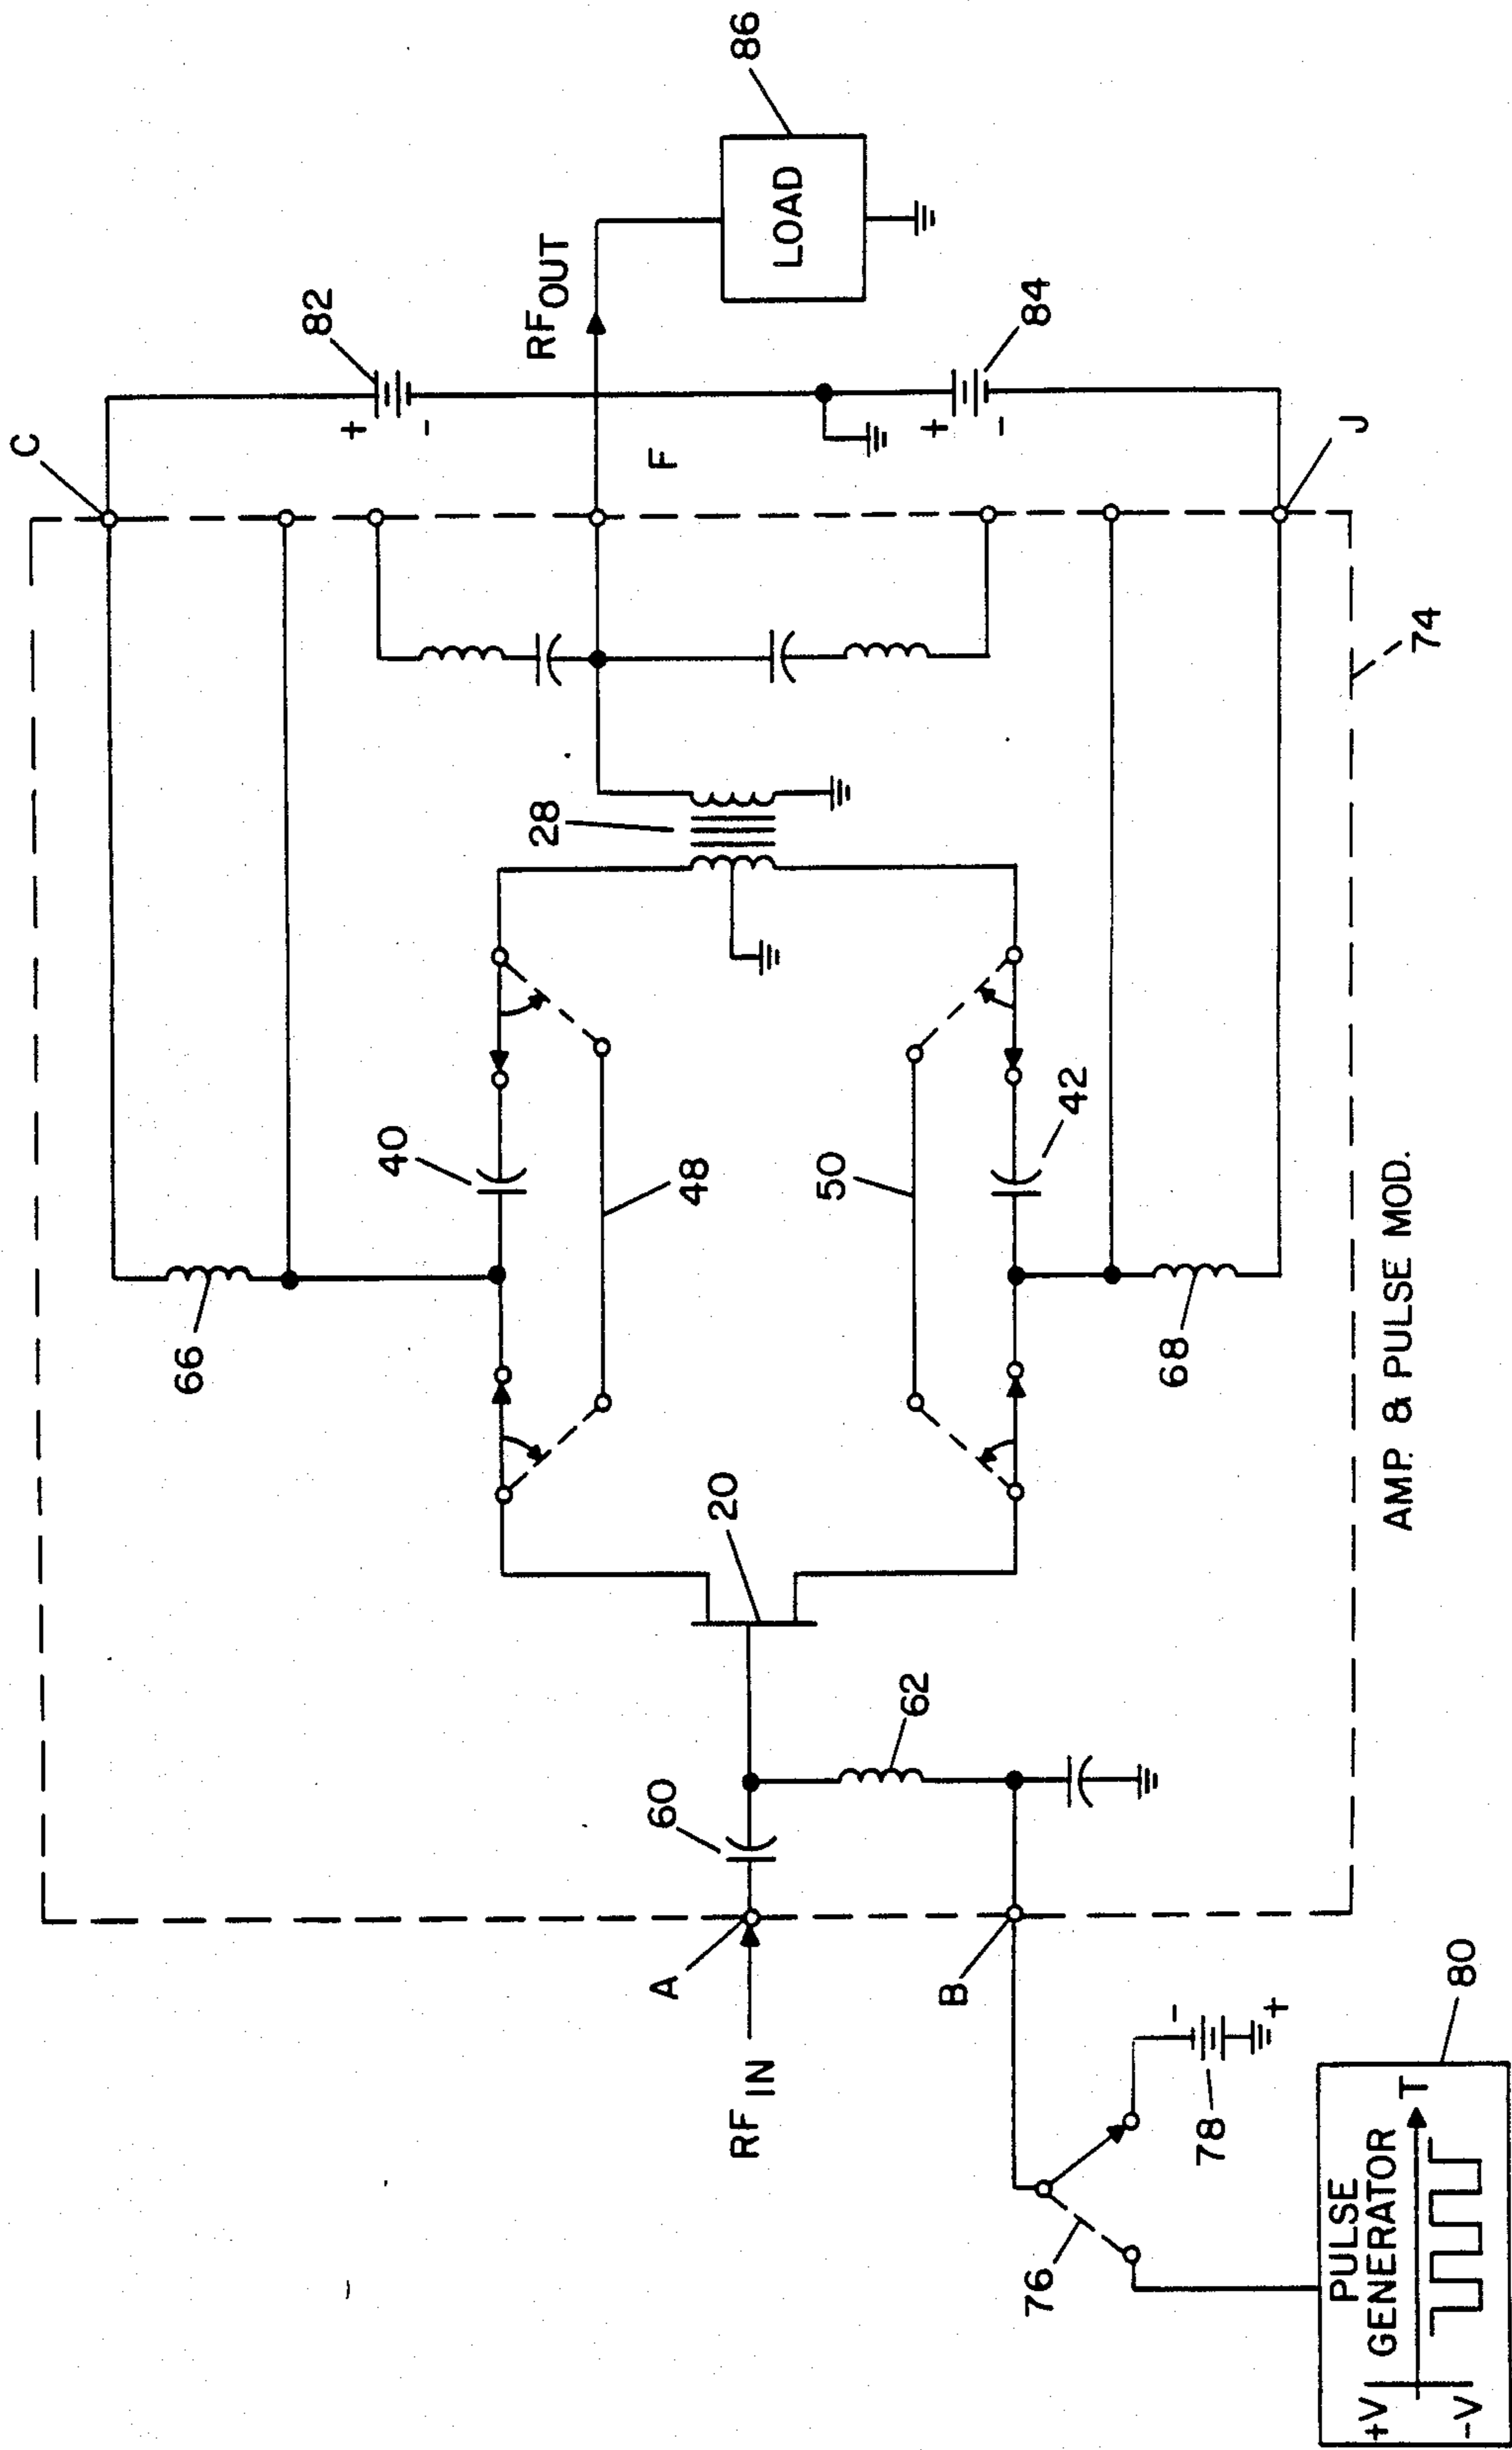 C
82
86
RF OUT
LOAD
F
+
-
84
+
-
J
74
28
40
48
50
42
66
68
20
60
62
A
RF IN
B
AMP. & PULSE MOD.
76
78
-
+
80
PULSE
GENERATOR
+V
-V
T